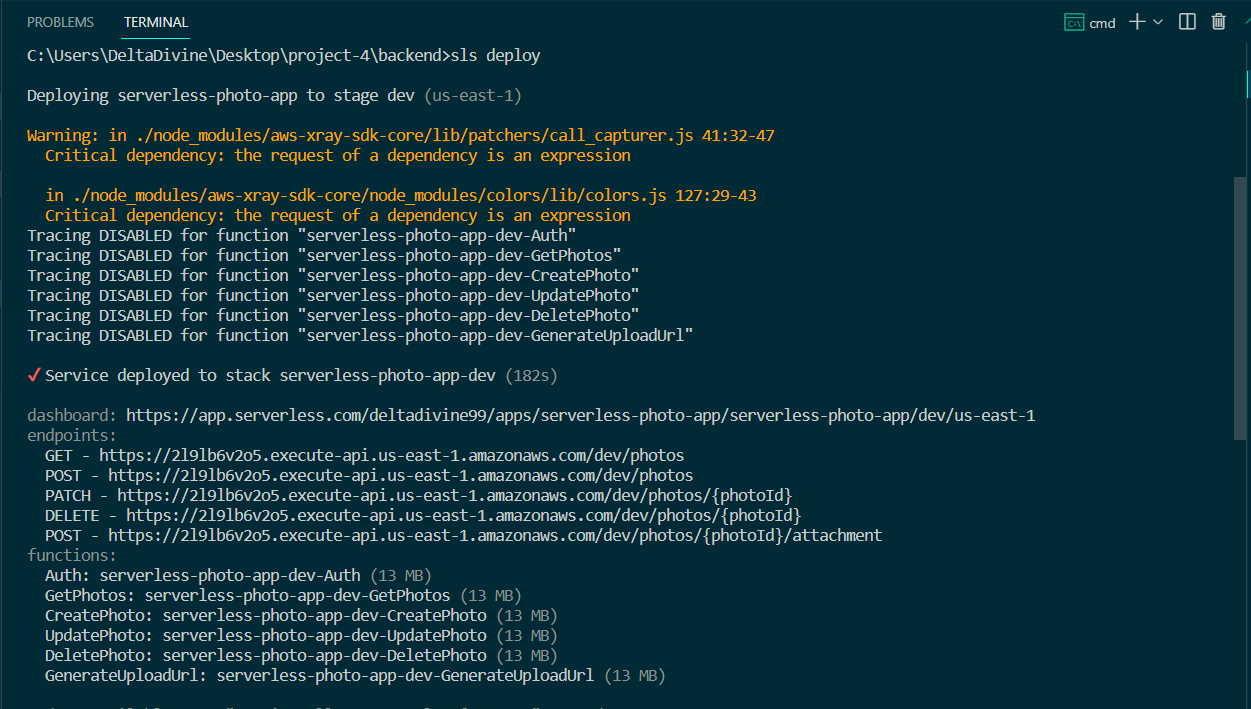 PROBLEMS TERMINAL cmd
C:\Users\DeltaDivine\Desktop\project-4\backend>sls deploy
Deploying serverless-photo-app to stage dev (us-east-1)
Warning: in ./node_modules/aws-xray-sdk-core/lib/patchers/call_capturer.js 41:32-47
Critical dependency: the request of a dependency is an expression
in ./node_modules/aws-xray-sdk-core/node_modules/colors/lib/colors.js 127:29-43
Critical dependency: the request of a dependency is an expression
Tracing DISABLED for function "serverless-photo-app-dev-Auth"
Tracing DISABLED for function "serverless-photo-app-dev-GetPhotos"
Tracing DISABLED for function "serverless-photo-app-dev-CreatePhoto"
Tracing DISABLED for function "serverless-photo-app-dev-UpdatePhoto"
Tracing DISABLED for function "serverless-photo-app-dev-DeletePhoto"
Tracing DISABLED for function "serverless-photo-app-dev-GenerateUploadUrl"
✓Service deployed to stack serverless-photo-app-dev (182s)
dashboard: https://app.serverless.com/deltadivine99/apps/serverless-photo-app/serverless-photo-app/dev/us-east-1
endpoints:
GET - https://2l9lb6v2o5.execute-api.us-east-1.amazonaws.com/dev/photos
POST - https://2l9lb6v2o5.execute-api.us-east-1.amazonaws.com/dev/photos
PATCH - https://2l9lb6v2o5.execute-api.us-east-1.amazonaws.com/dev/photos/{photoId}
DELETE - https://2l9lb6v2o5.execute-api.us-east-1.amazonaws.com/dev/photos/{photoId}
POST - https://2l9lb6v2o5.execute-api.us-east-1.amazonaws.com/dev/photos/{photoId}/attachment
functions:
Auth: serverless-photo-app-dev-Auth (13 MB)
GetPhotos: serverless-photo-app-dev-GetPhotos (13 MB)
CreatePhoto: serverless-photo-app-dev-CreatePhoto (13 MB)
UpdatePhoto: serverless-photo-app-dev-UpdatePhoto (13 MB)
DeletePhoto: serverless-photo-app-dev-DeletePhoto (13 MB)
GenerateUploadUrl: serverless-photo-app-dev-GenerateUploadUrl (13 MB)